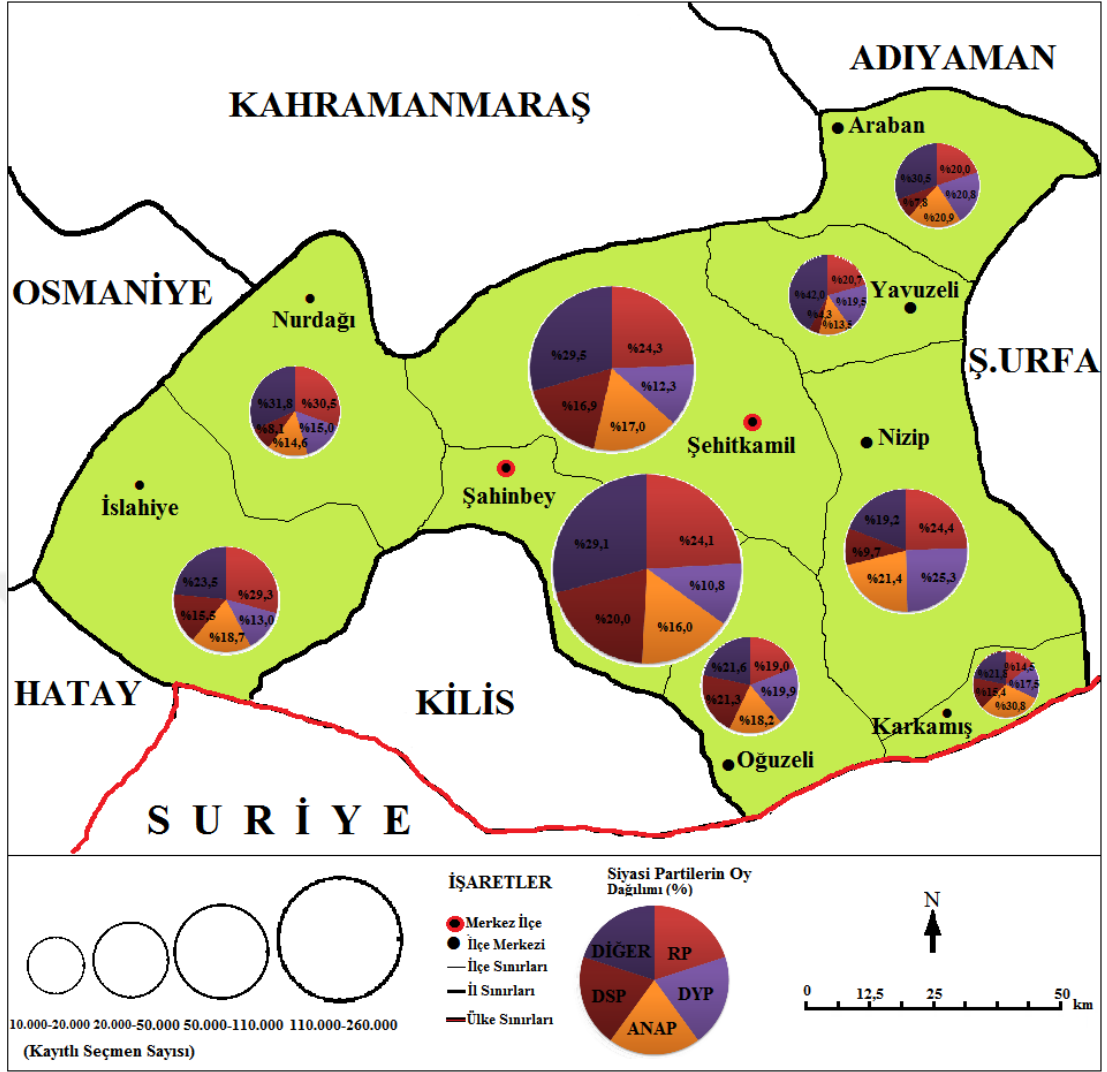 ADIYAMAN
KAHRAMANMARAŞ
Araban
%30,5
%20,0
%7,8
%20,8
%20,9
OSMANİYE
Nurdağı
Yavuzeli
%42,0
%20,7
%19,5
%4,3
%13,5
Ş.URFA
%29,5
%24,3
%12,3
%16,9
%17,0
%31,8
%30,5
%8,1
%15,0
%14,6
Şehitkamil
Nizip
Şahinbey
İslahiye
%19,2
%24,4
%9,7
%25,3
%21,4
%29,1
%24,1
%10,8
%20,0
%16,0
%23,5
%29,3
%15,5
%13,0
%18,7
HATAY
KİLİS
%21,6
%19,0
%21,3
%19,9
%18,2
%21,8
%14,5
%17,5
%15,4
%30,8
Karkamış
Oğuzeli
S U R İ Y E
İŞARETLER
Merkez İlçe
İlçe Merkezi
İlçe Sınırları
İl Sınırları
Ülke Sınırları
10.000-20.000 20.000-50.000 50.000-110.000 110.000-260.000
(Kayıtlı Seçmen Sayısı)
Siyasi Partilerin Oy
Dağılımı (%)
DİĞER
RP
DSP
DYP
ANAP
N
0 12,5 25 50
km